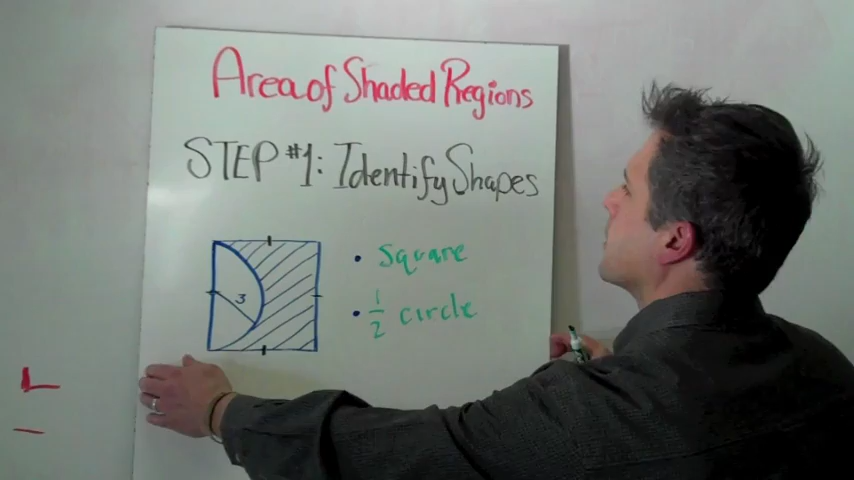 Area of Shaded Regions
STEP #1: Identify Shapes
3
• Square
• 1/2 circle